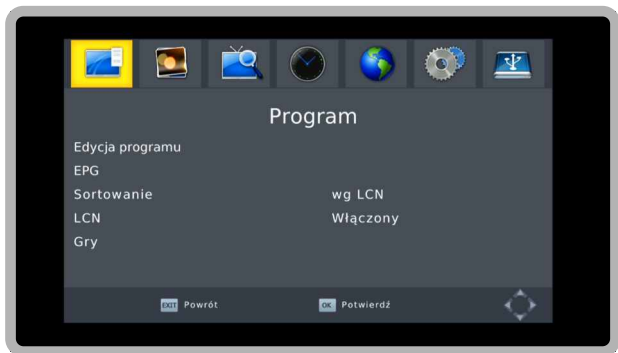 Program
Edycja programu
EPG
Sortowanie wg LCN
LCN Włączony
Gry
EXIT Powrót OK Potwierdź